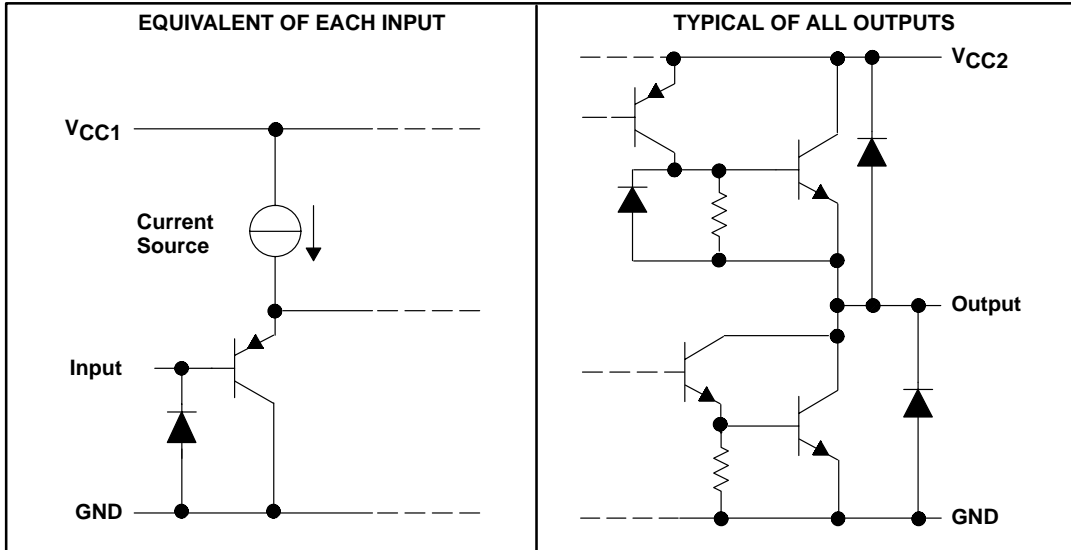 EQUIVALENT OF EACH INPUT
VCC1
Current
Source
Input
GND
TYPICAL OF ALL OUTPUTS
VCC2
Output
GND